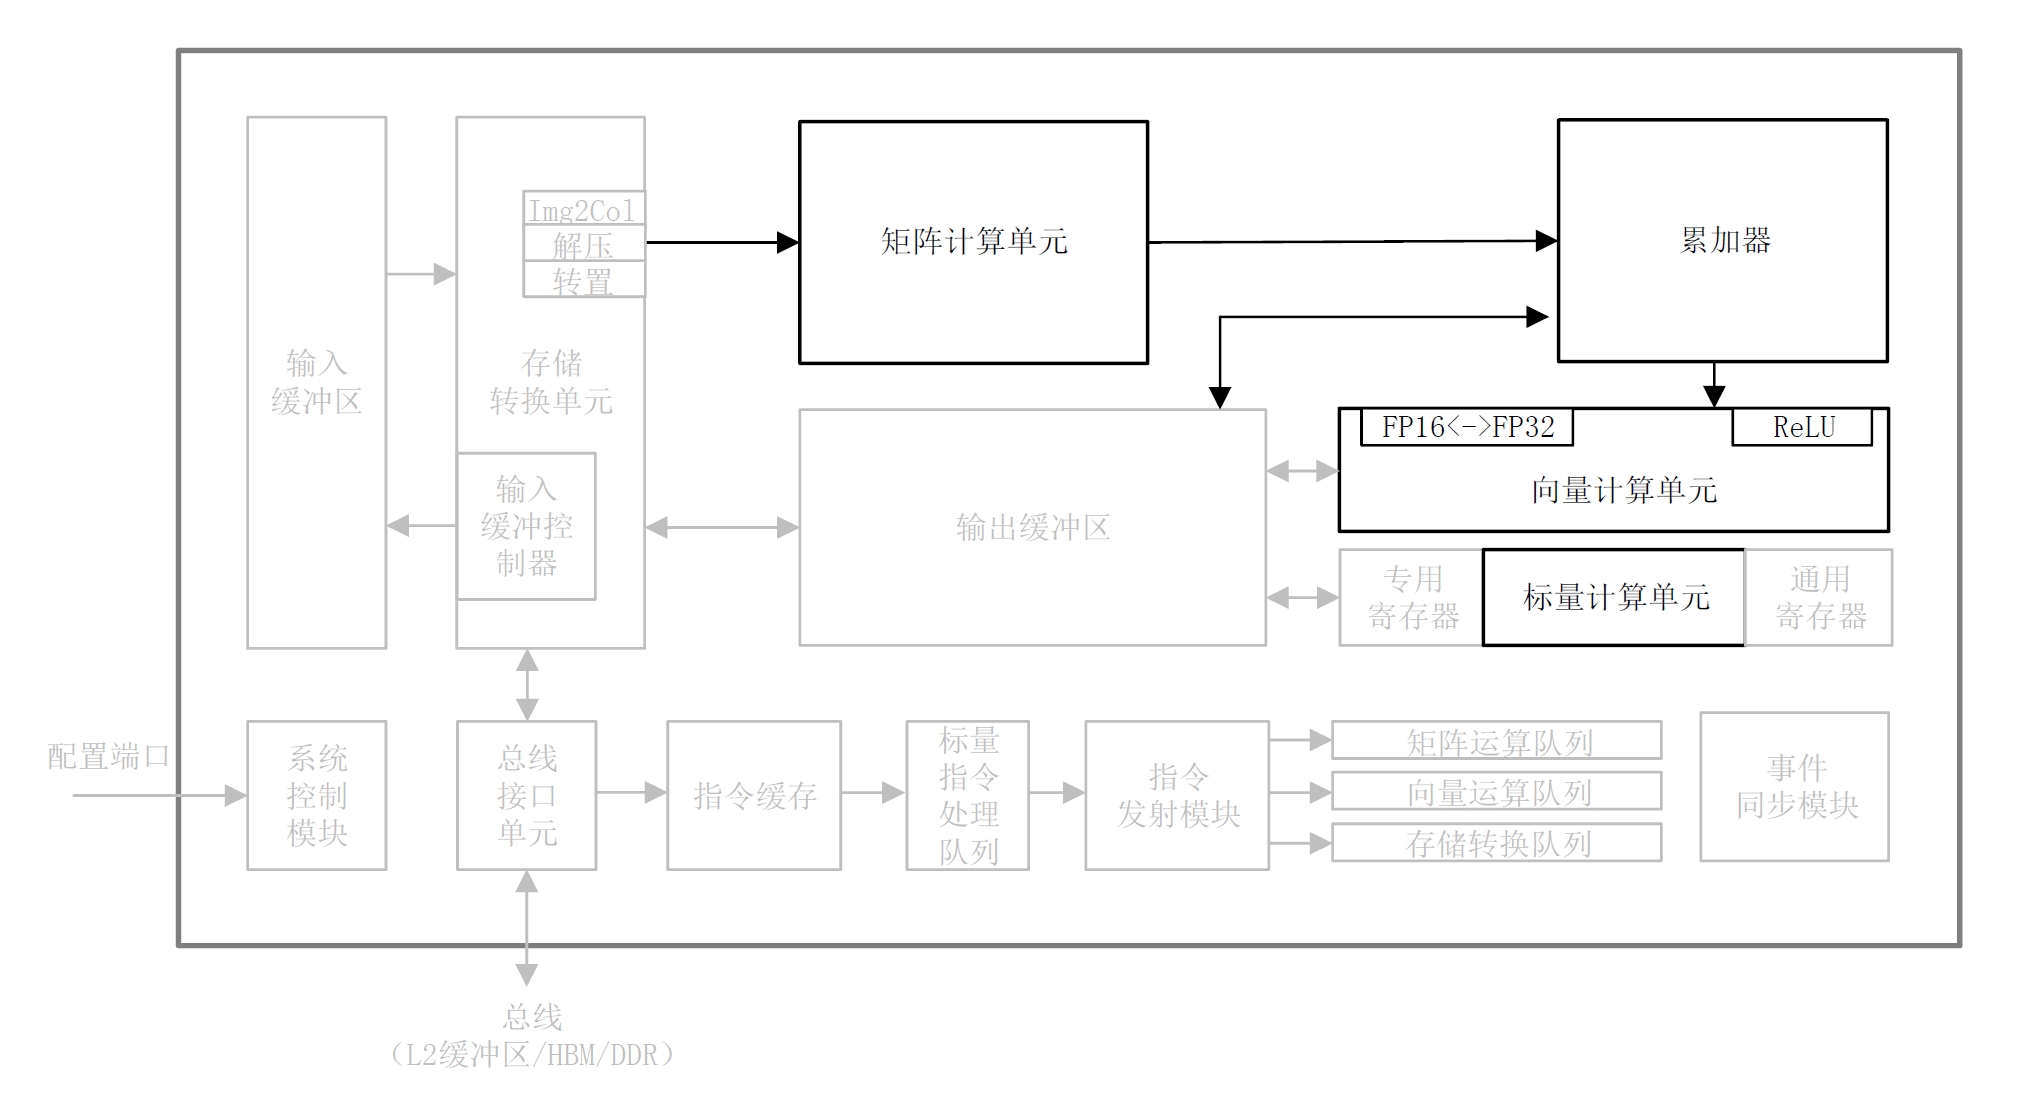 Img2Col
解压
转置
矩阵计算单元
累加器
输入
缓冲区
存储
转换单元
FP16<->FP32
ReLU
向量计算单元
输入
缓冲控
制器
输出缓冲区
专用
寄存器
标量计算单元
通用
寄存器
配置端口
系统
控制
模块
总线
接口
单元
指令缓存
标量
指令
处理
队列
指令
发射模块
矩阵运算队列
向量运算队列
存储转换队列
事件
同步模块
总线
（L2缓冲区/HBM/DDR）